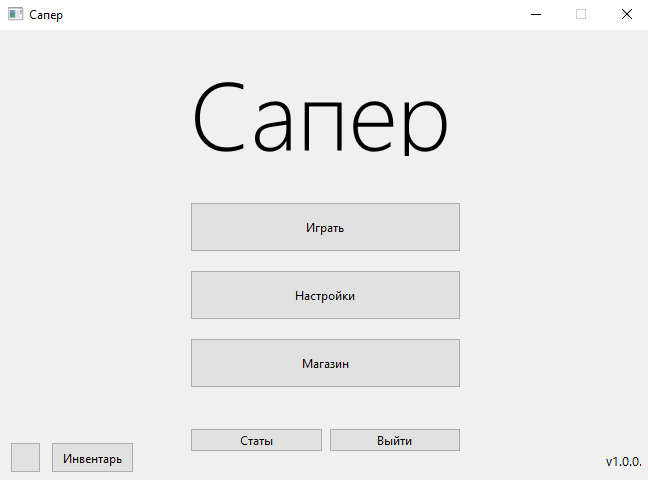 Сапер
Сапер
Играть
Настройки
Магазин
Статы
Выйти
Инвентарь
v1.0.0.